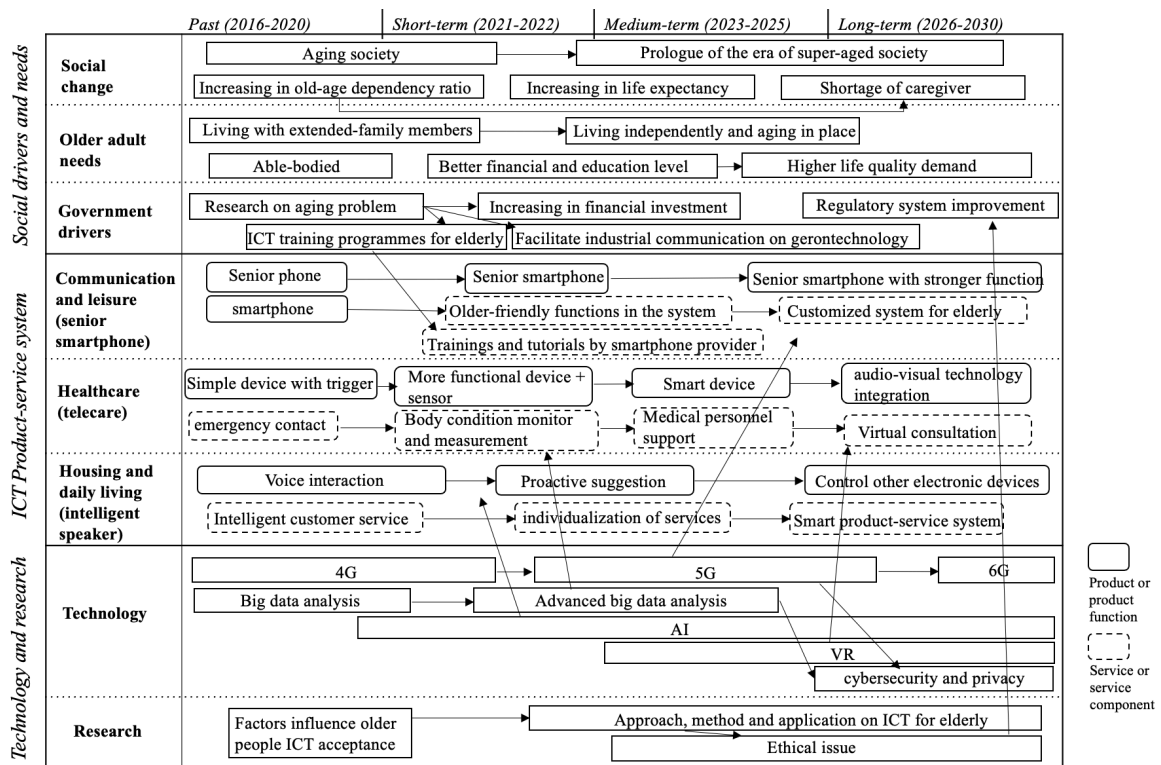 Past (2016-2020)
Short-term (2021-2022)
Medium-term (2023-2025)
Long-term (2026-2030)
Social drivers and needs
Social
change
Aging society
Prologue of the era of super-aged society
Increasing in old-age dependency ratio
Increasing in life expectancy
Shortage of caregiver
Older adult
needs
Living with extended-family members
Living independently and aging in place
Able-bodied
Better financial and education level
Higher life quality demand
Government
drivers
Research on aging problem
Increasing in financial investment
Regulatory system improvement
ICT training programmes for elderly
Facilitate industrial communication on gerontechnology
ICT Product-service system
Communication
and leisure
(senior
smartphone)
Senior phone
Senior smartphone
Senior smartphone with stronger function
smartphone
Older-friendly functions in the system
Customized system for elderly
Trainings and tutorials by smartphone provider
Healthcare
(telecare)
Simple device with trigger
More functional device +
sensor
Smart device
audio-visual technology
integration
emergency contact
Body condition monitor
and measurement
Medical personnel
support
Virtual consultation
Housing and
daily living
(intelligent
speaker)
Voice interaction
Proactive suggestion
Control other electronic devices
Intelligent customer service
individualization of services
Smart product-service system
Technology and research
Technology
4G
5G
6G
Big data analysis
Advanced big data analysis
AI
VR
cybersecurity and privacy
Research
Factors influence older
people ICT acceptance
Approach, method and application on ICT for elderly
Ethical issue
Product or
product
function
Service or
service
component